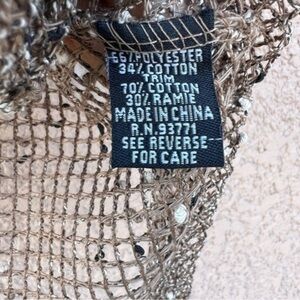 66% POLYESTER
34% COTTON
TRIM
70% COTTON
30% RAMIE
MADE IN CHINA
R.N. 93771
SEE REVERSE
FOR CARE